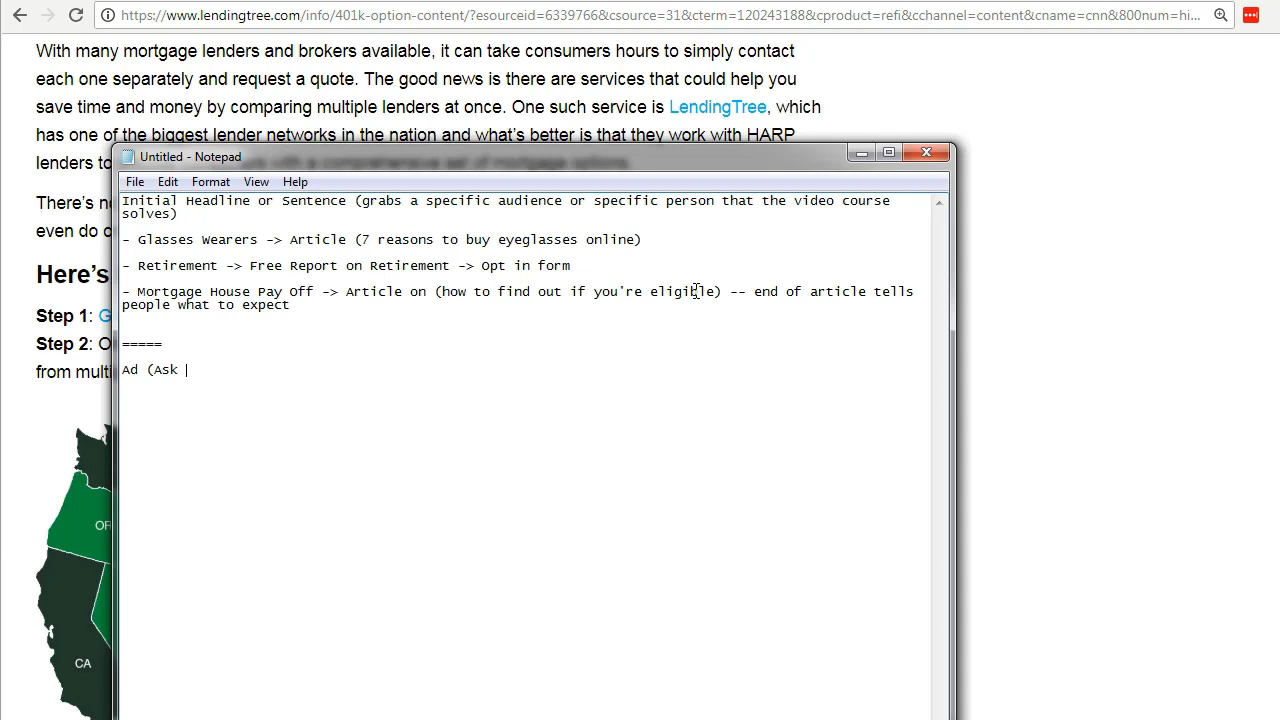 https://www.lendingtree.com/info/401k-option-content/?esourceid=6339766&csource=31&cterm=120243188&cproduct=refi&cchannel=content&cname=cnn&800num=hi...
With many mortgage lenders and brokers available, it can take consumers hours to simply contact
each one separately and request a quote. The good news is there are services that could help you
save time and money by comparing multiple lenders at once. One such service is LendingTree, which
has one of the biggest lender networks in the nation and what's better is that they work with HARP
lenders to with a comprehensive set of mortgage options.
There's
even do
Here's
Step 1: G
Step 2: O
from multi
OR
CA
Untitled - Notepad
File Edit Format View Help
Initial Headline or Sentence (grabs a specific audience or specific person that the video course
solves)
- Glasses Wearers -> Article (7 reasons to buy eyeglasses online)
- Retirement -> Free Report on Retirement -> Opt in form
- Mortgage House Pay Off -> Article on (how to find out if you're eligible) -- end of article tells
people what to expect
=====
Ad (Ask